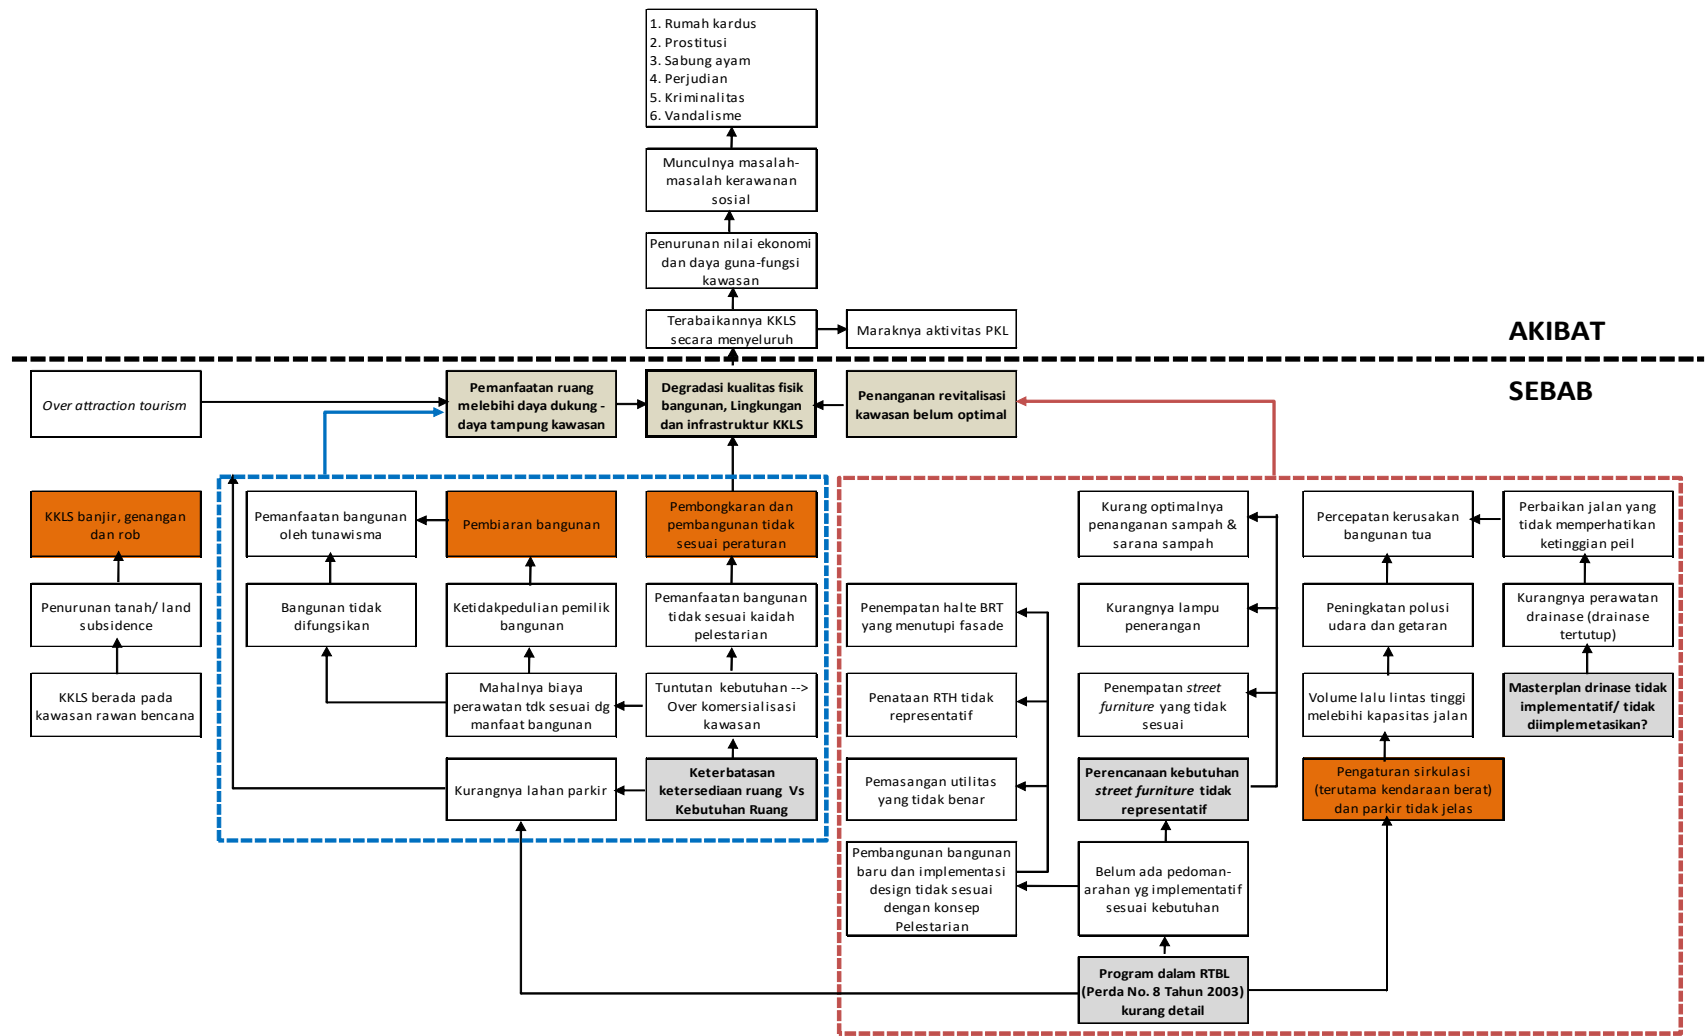 1. Rumah kardus
2. Prostitusi
3. Sabung ayam
4. Perjudian
5. Kriminalitas
6. Vandalisme
Munculnya masalah-
masalah kerawanan
sosial
Penurunan nilai ekonomi
dan daya guna-fungsi
kawasan
Terabaikannya KKLS
secara menyeluruh
Maraknya aktivitas PKL
AKIBAT
SEBAB
Over attraction tourism
Pemanfaatan ruang
melebihi daya dukung -
daya tampung kawasan
Degradasi kualitas fisik
bangunan, Lingkungan
dan infrastruktur KKLS
Penanganan revitalisasi
kawasan belum optimal
KKLS banjir, genangan
dan rob
Pemanfaatan bangunan
oleh tunawisma
Pembiaran bangunan
Pembongkaran dan
pembangunan tidak
sesuai peraturan
Kurang optimalnya
penanganan sampah &
sarana sampah
Percepatan kerusakan
bangunan tua
Perbaikan jalan yang
tidak memperhatikan
ketinggian peil
Penurunan tanah/ land
subsidence
Bangunan tidak
difungsikan
Ketidakpedulian pemilik
bangunan
Pemanfaatan bangunan
tidak sesuai kaidah
pelestarian
Penempatan halte BRT
yang menutupi fasade
Kurangnya lampu
penerangan
Peningkatan polusi
udara dan getaran
Kurangnya perawatan
drainase (drainase
tertutup)
KKLS berada pada
kawasan rawan bencana
Mahalnya biaya
perawatan tdk sesuai dg
manfaat bangunan
Tuntutan kebutuhan -->
Over komersialisasi
kawasan
Penataan RTH tidak
representatif
Penempatan street
furniture yang tidak
sesuai
Volume lalu lintas tinggi
melebihi kapasitas jalan
Masterplan drinase tidak
implementatif/ tidak
diimplemetasikan?
Kurangnya lahan parkir
Keterbatasan
ketersediaan ruang Vs
Kebutuhan Ruang
Pemasangan utilitas
yang tidak benar
Perencanaan kebutuhan
street furniture tidak
representatif
Pengaturan sirkulasi
(terutama kendaraan berat)
dan parkir tidak jelas
Pembangunan bangunan
baru dan implementasi
design tidak sesuai
dengan konsep
Pelestarian
Belum ada pedoman-
arahan yg implementatif
sesuai kebutuhan
Program dalam RTBL
(Perda No. 8 Tahun 2003)
kurang detail